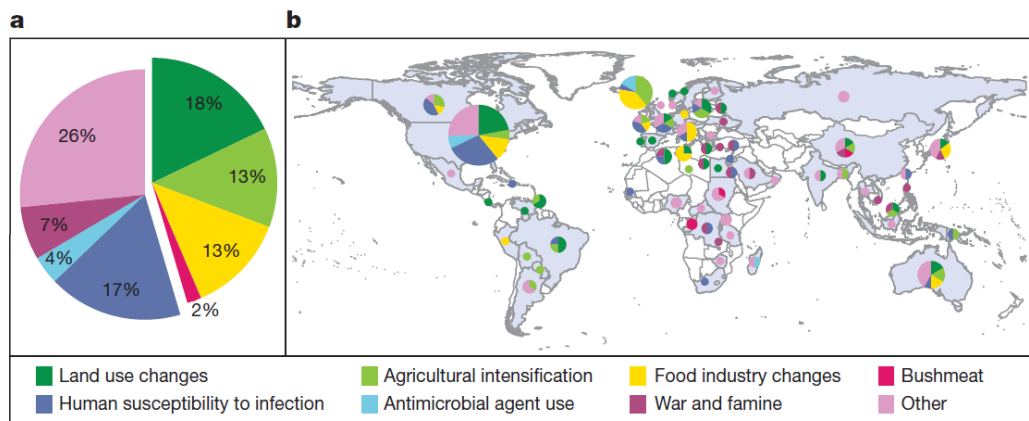 a
b
18%
13%
13%
2%
17%
4%
7%
26%
Land use changes
Agricultural intensification
Food industry changes
Bushmeat
Human susceptibility to infection
Antimicrobial agent use
War and famine
Other